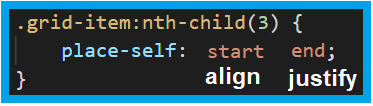 .grid-item:nth-child(3) {
place-self: start end;
} align justify